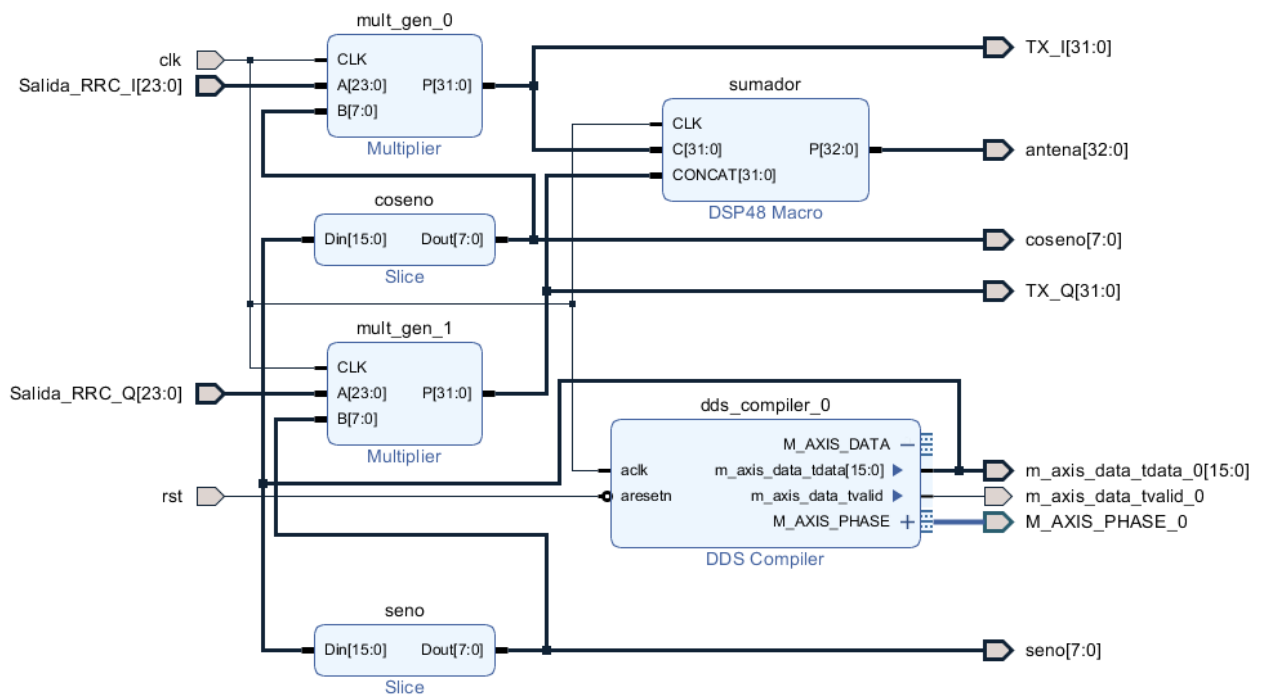 mult_gen_0
clk
CLK
Salida_RRC_I[23:0]
A[23:0]
P[31:0]
B[7:0]
Multiplier
TX_I[31:0]
sumador
CLK
C[31:0]
P[32:0]
CONCAT[31:0]
DSP48 Macro
antena[32:0]
coseno
Din[15:0]
Dout[7:0]
Slice
coseno[7:0]
TX_Q[31:0]
mult_gen_1
CLK
Salida_RRC_Q[23:0]
A[23:0]
P[31:0]
B[7:0]
Multiplier
dds_compiler_0
M_AXIS_DATA
aclk
m_axis_data_tdata[15:0]
m_axis_data_tdata_0[15:0]
rst
aresetn
m_axis_data_tvalid
m_axis_data_tvalid_0
M_AXIS_PHASE
M_AXIS_PHASE_0
DDS Compiler
seno
Din[15:0]
Dout[7:0]
Slice
seno[7:0]